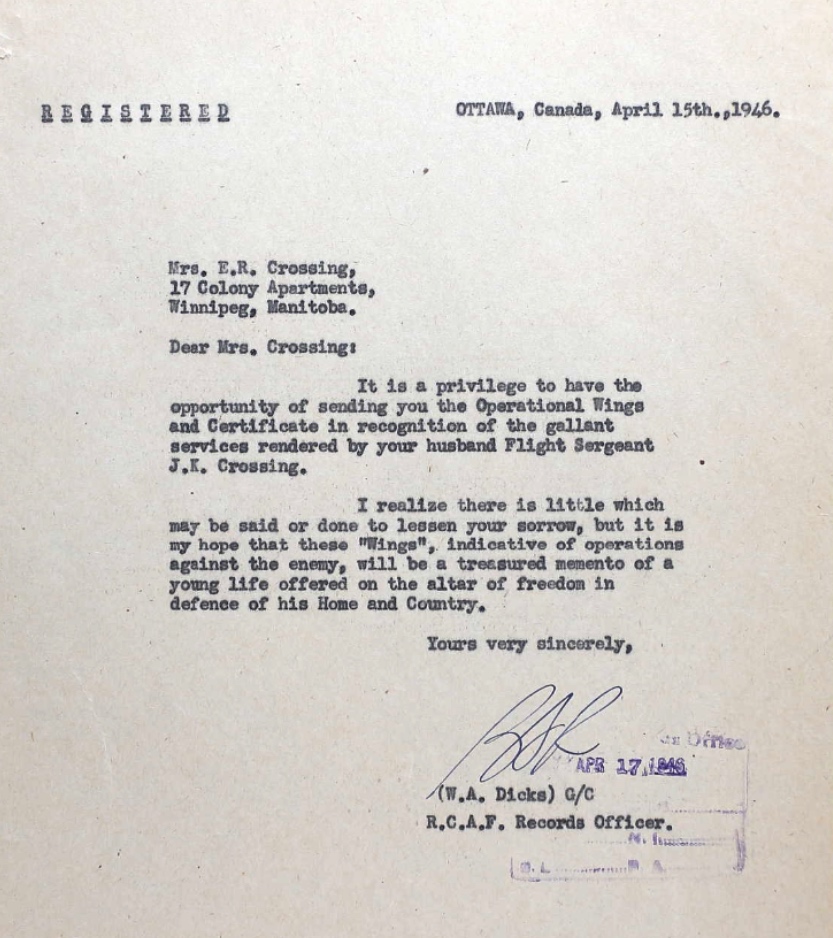 REGISTERED
OTTAWA, Canada, April 15th.,1946.
Mrs. E.R. Crossing,
17 Colony Apartments,
Winnipeg, Manitoba.
Dear Mrs. Crossing:
It is a privilege to have the
opportunity of sending you the Operational Wings
and Certificate in recognition of the gallant
services rendered by your husband Flight Sergeant
J.K. Crossing.
I realize there is little which
may be said or done to lessen your sorrow, but it is
my hope that these "Wings", indicative of operations
against the enemy, will be a treasured memento of a
young life offered on the altar of freedom in
defence of his Home and Country.
Yours very sincerely,
Office
APR 17 1946
(W.A. Dicks) G/C
R.C.A.F. Records Officer.